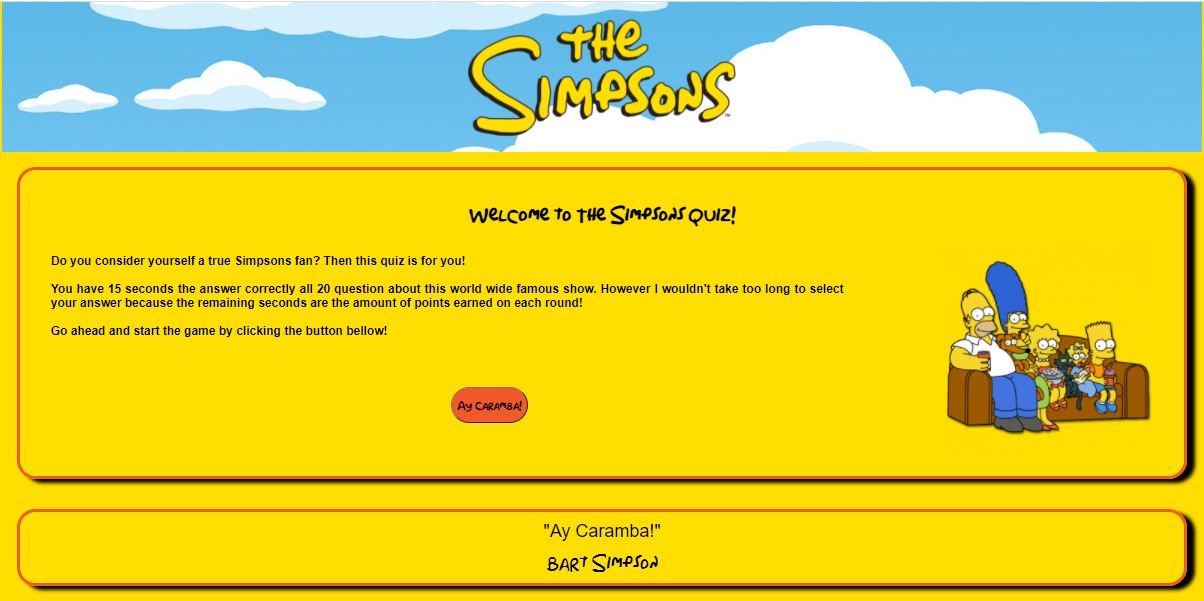 THE
SIMPSONS
™
WELCOME TO THE SIMPSONS QUIZ!
Do you consider yourself a true Simpsons fan? Then this quiz is for you!
You have 15 seconds the answer correctly all 20 question about this world wide famous show. However I wouldn't take too long to select
your answer because the remaining seconds are the amount of points earned on each round!
Go ahead and start the game by clicking the button bellow!
AY CARAMBA!
"Ay Caramba!"
BART SIMPSON